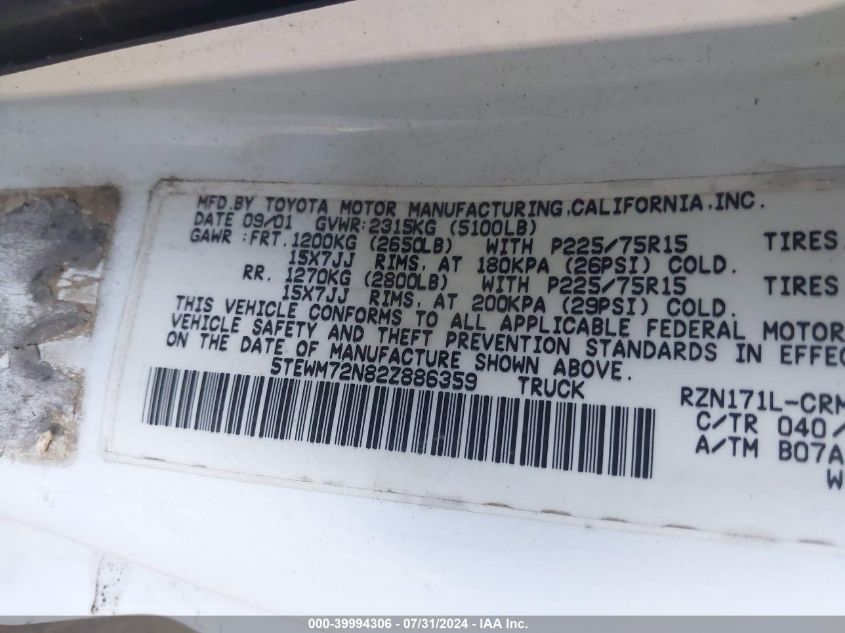 MFD.BY TOYOTA MOTOR MANUFACTURING,CALIFORNIA,INC.
DATE 09/01 GVWR:2315KG (5100LB)
GAWR :FRT.1200KG (2650LB) WITH P225/75R15 TIRES
15X7JJ RIMS, AT 180KPA (26PSI) COLD.
RR. 1270KG (2800LB) WITH P225/75R15 TIRES
15X7JJ RIMS, AT 200KPA (29PSI) COLD.
THIS VEHICLE CONFORMS TO ALL APPLICABLE FEDERAL MOTOR
VEHICLE SAFETY AND THEFT PREVENTION STANDARDS IN EFFEC
ON THE DATE OF MANUFACTURE SHOWN ABOVE.
5TEWM72N82Z886359 TRUCK RZN171L-CRM
C/TR 040/
A/TM B07A
W
000-39994306 - 07/31/2024 - IAA Inc.